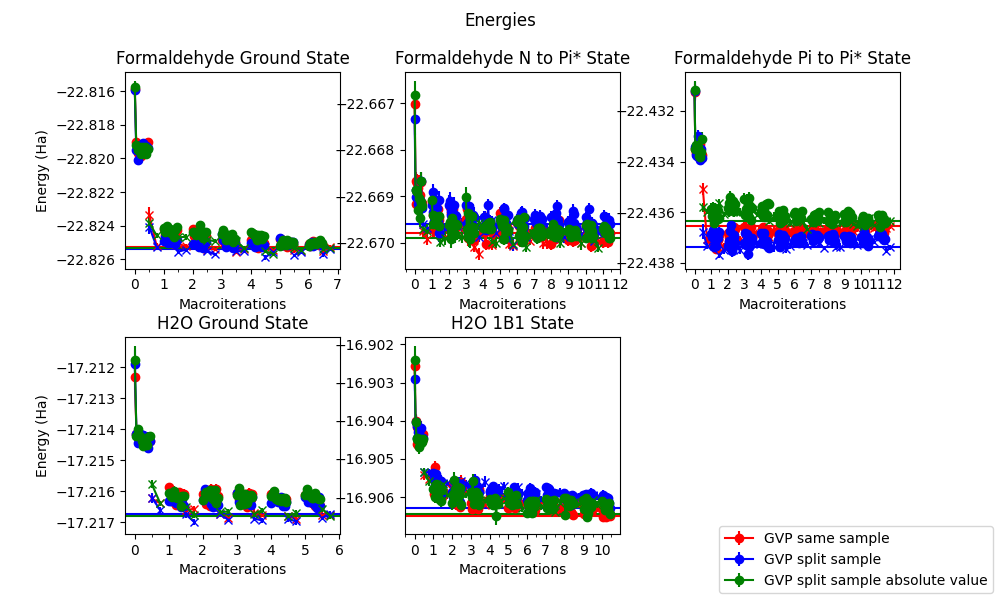 Energies
Formaldehyde Ground State
Formaldehyde N to Pi* State
Formaldehyde Pi to Pi* State
Energy (Ha)
−22.816
−22.818
−22.820
−22.822
−22.824
−22.826
0 1 2 3 4 5 6 7
Macroiterations
−22.667
−22.668
−22.669
−22.670
0 1 2 3 4 5 6 7 8 9 10 11 12
Macroiterations
−22.432
−22.434
−22.436
−22.438
0 1 2 3 4 5 6 7 8 9 10 11 12
Macroiterations
H2O Ground State
H2O 1B1 State
Energy (Ha)
−17.212
−17.213
−17.214
−17.215
−17.216
−17.217
0 1 2 3 4 5 6
Macroiterations
−16.902
−16.903
−16.904
−16.905
−16.906
0 1 2 3 4 5 6 7 8 9 10
Macroiterations
GVP same sample
GVP split sample
GVP split sample absolute value